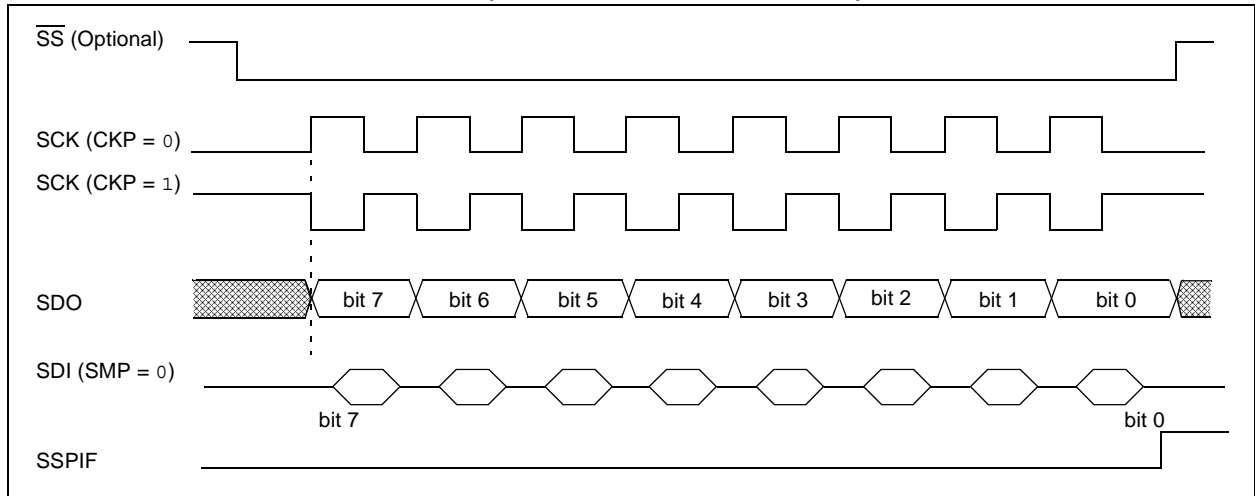 SS (Optional)
SCK (CKP = 0)
SCK (CKP = 1)
SDO
bit 7 bit 6 bit 5 bit 4 bit 3 bit 2 bit 1 bit 0
SDI (SMP = 0)
bit 7 bit 0
SSPIF